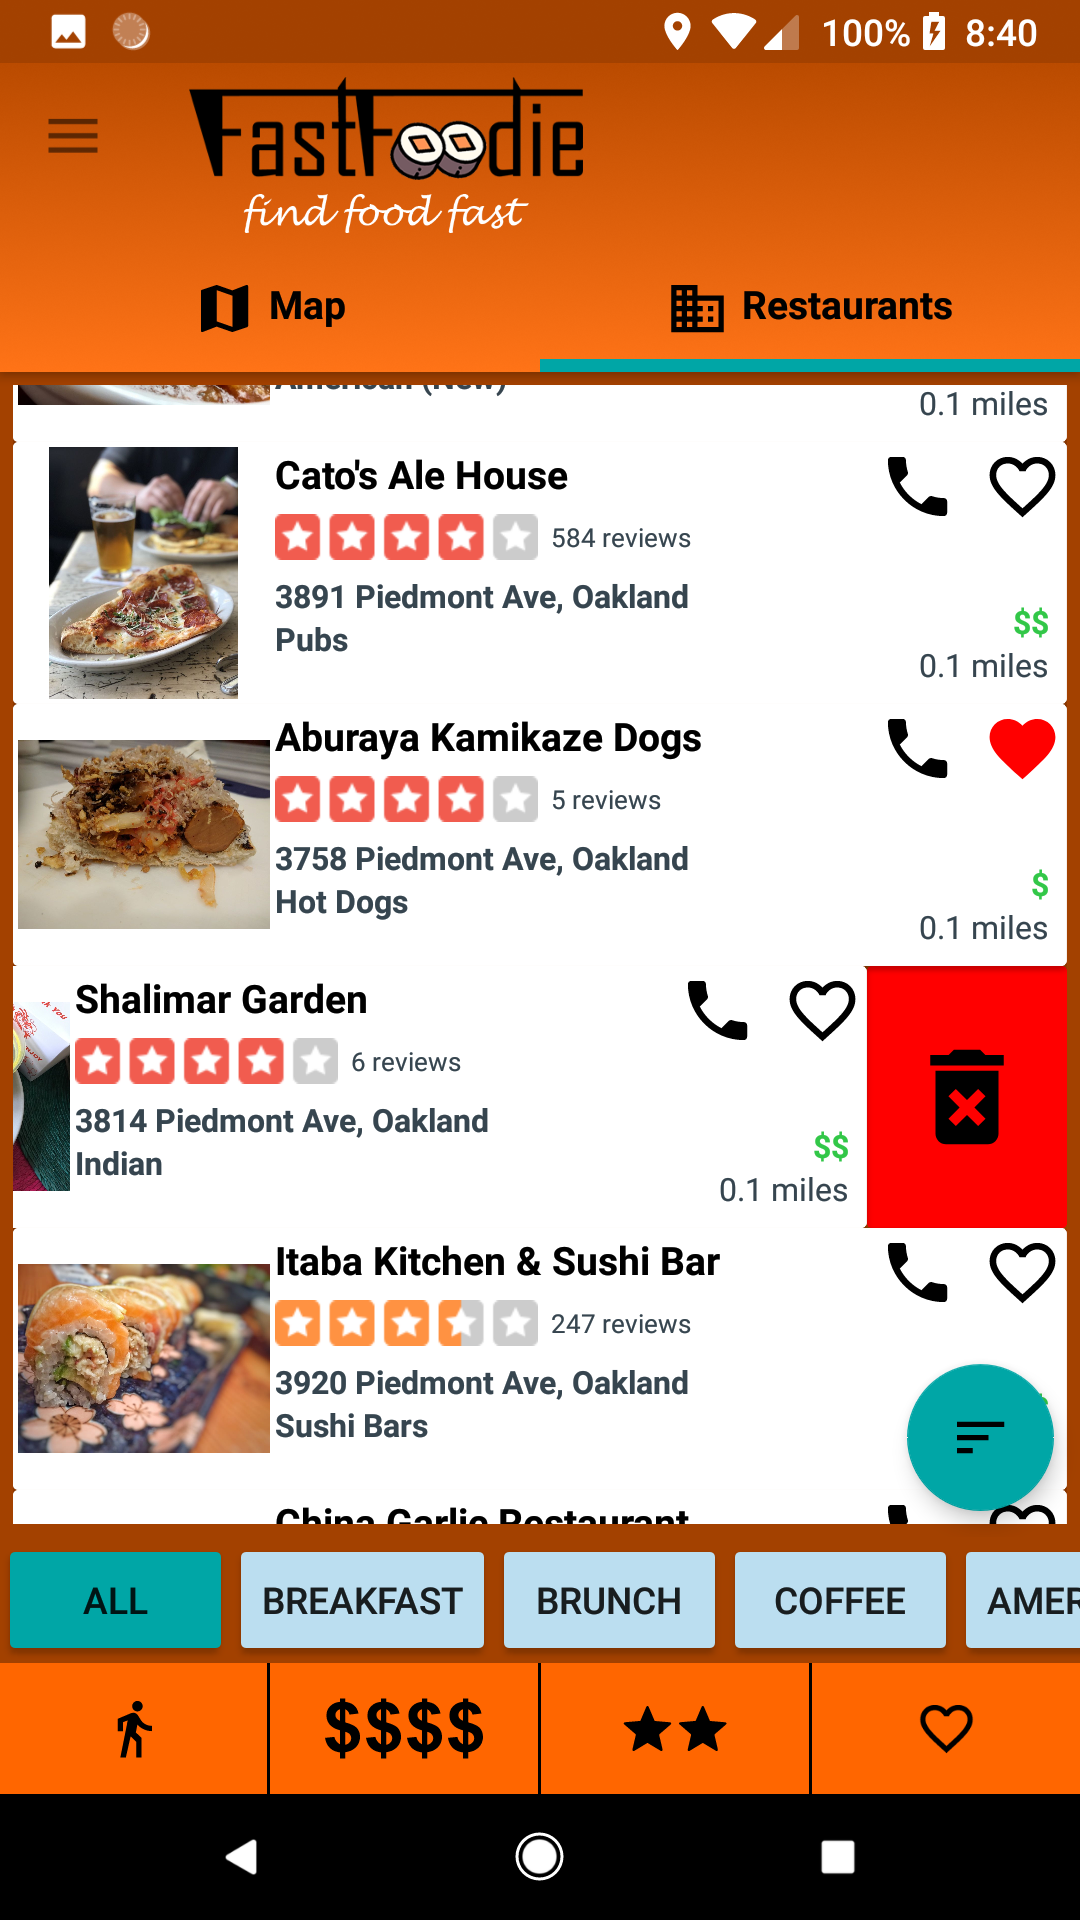 100% 8:40
FastFoodie
find food fast
Map Restaurants
American (New)
0.1 miles
Cato's Ale House
584 reviews
3891 Piedmont Ave, Oakland
Pubs
$$
0.1 miles
Aburaya Kamikaze Dogs
5 reviews
3758 Piedmont Ave, Oakland
Hot Dogs
$
0.1 miles
Shalimar Garden
6 reviews
3814 Piedmont Ave, Oakland
Indian
$$
0.1 miles
Itaba Kitchen & Sushi Bar
247 reviews
3920 Piedmont Ave, Oakland
Sushi Bars
China Garlic Restaurant
ALL BREAKFAST BRUNCH COFFEE AMER
$$$$